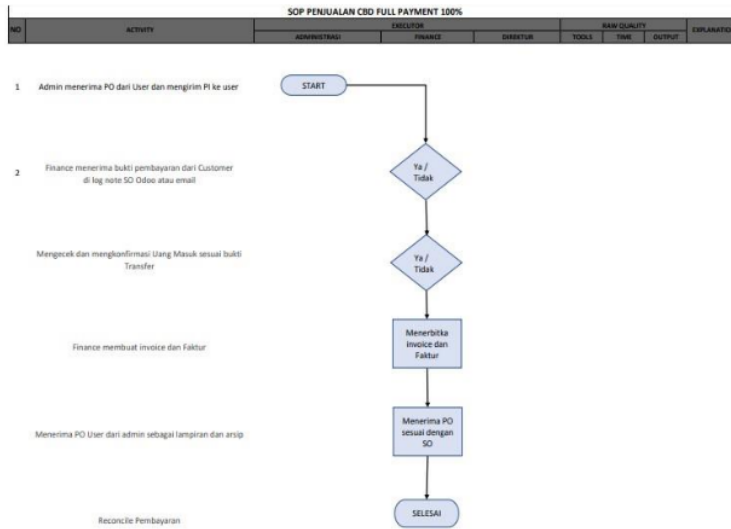 SOP PENJUALAN CBD FULL PAYMENT 100%
NO ACTIVITY EXECUTOR RAW QUALITY EXPLANATIO
ADMINISTRASI FINANCE DIREKTUR TOOLS TIME OUTPUT
1 Admin menerima PO dari User dan mengirim PI ke user
START
2 Finance menerima bukti pembayaran dari Customer
di log note SO Odoo atau email
Ya /
Tidak
Mengecek dan mengkonfirmasi Uang Masuk sesuai bukti
Transfer
Ya /
Tidak
Finance membuat invoice dan Faktur
Menerbitka
invoice dan
Faktur
Menerima PO User dari admin sebagai lampiran dan arsip
Menerima PO
sesuai dengan
SO
Reconcile Pembayaran
SELESAI